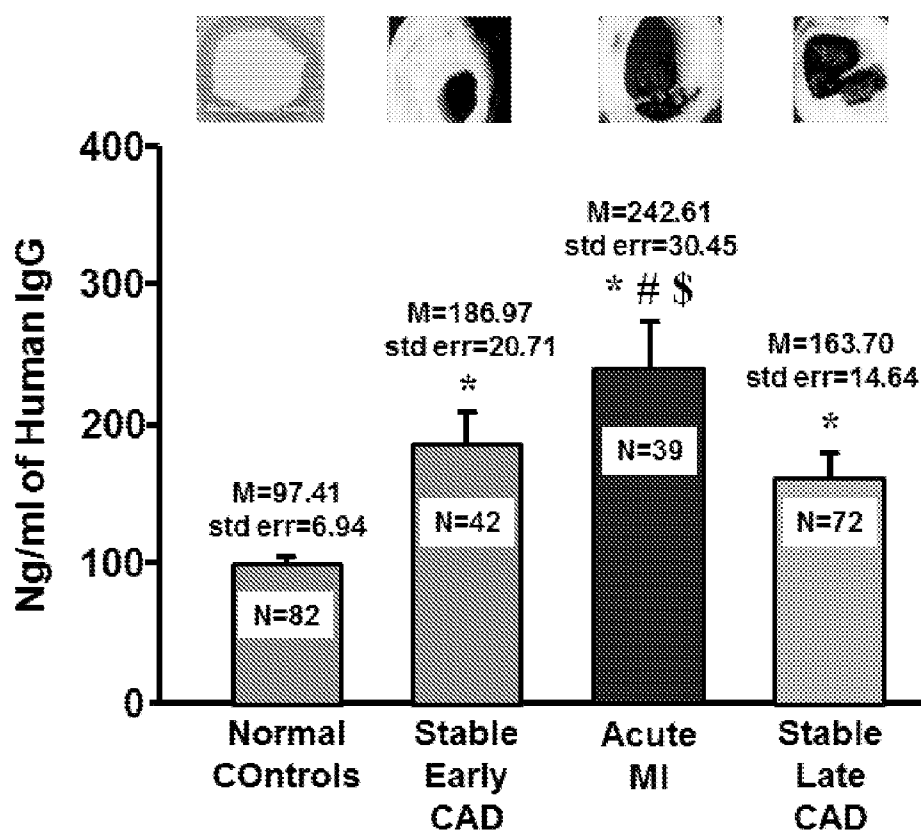 400
300
200
100
0
Ng/ml of Human IgG
M=97.41
std err=6.94
N=82
M=186.97
std err=20.71
*
N=42
M=242.61
std err=30.45
* # $
N=39
M=163.70
std err=14.64
*
N=72
Normal
COntrols
Stable
Early
CAD
Acute
MI
Stable
Late
CAD